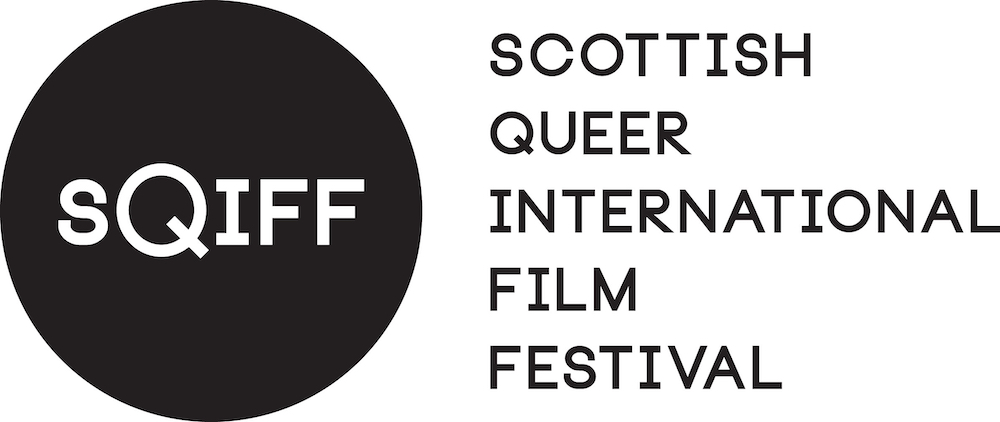 SQIFF
SCOTTISH
QUEER
INTERNATIONAL
FILM
FESTIVAL